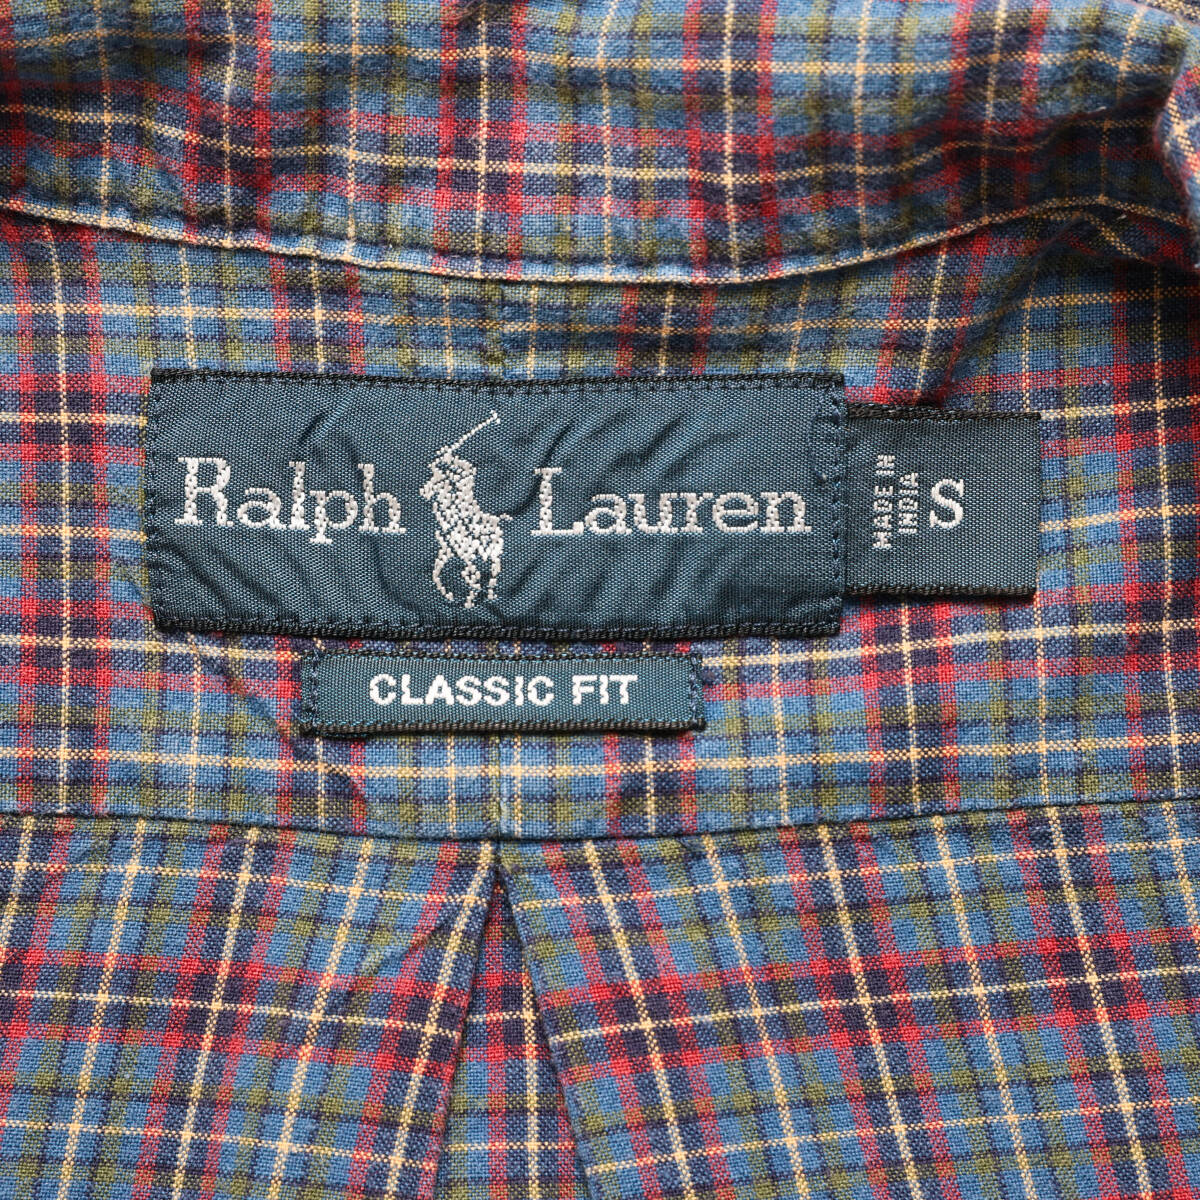 Ralph Lauren
MADE IN
INDIA
S
CLASSIC FIT